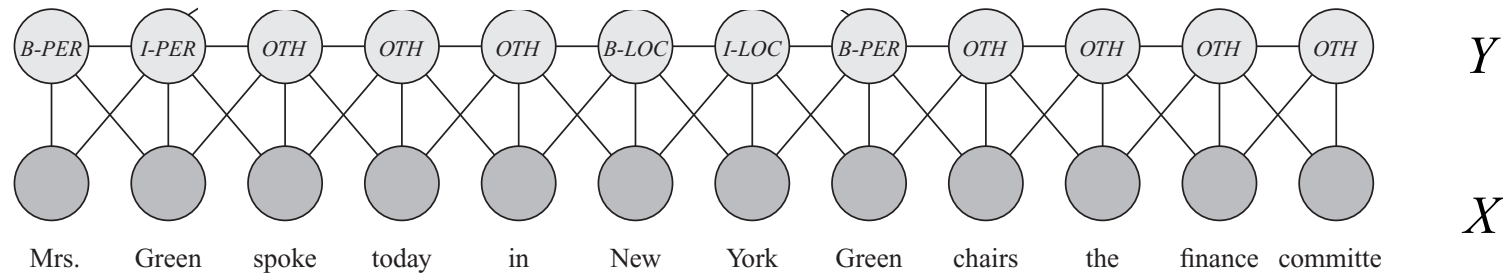 B-PER I-PER OTH OTH OTH B-LOC I-LOC B-PER OTH OTH OTH OTH Y
X
Mrs. Green spoke today in New York Green chairs the finance committe